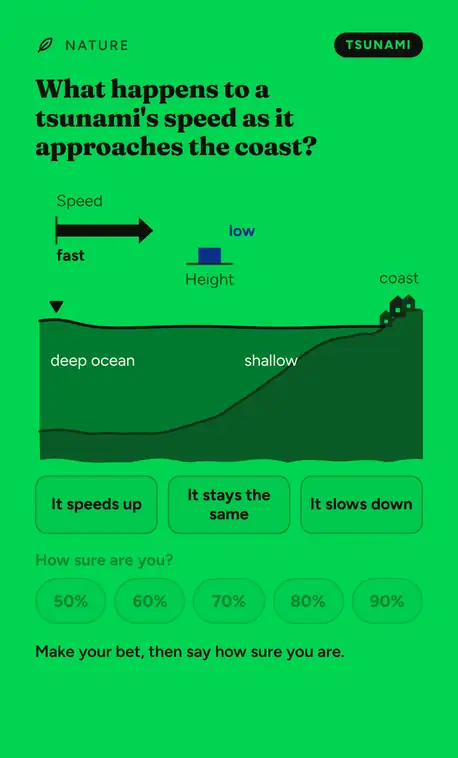 NATURE
TSUNAMI
What happens to a
tsunami's speed as it
approaches the coast?
Speed
fast
low
Height
coast
deep ocean
shallow
It speeds up
It stays the
same
It slows down
How sure are you?
50%
60%
70%
80%
90%
Make your bet, then say how sure you are.